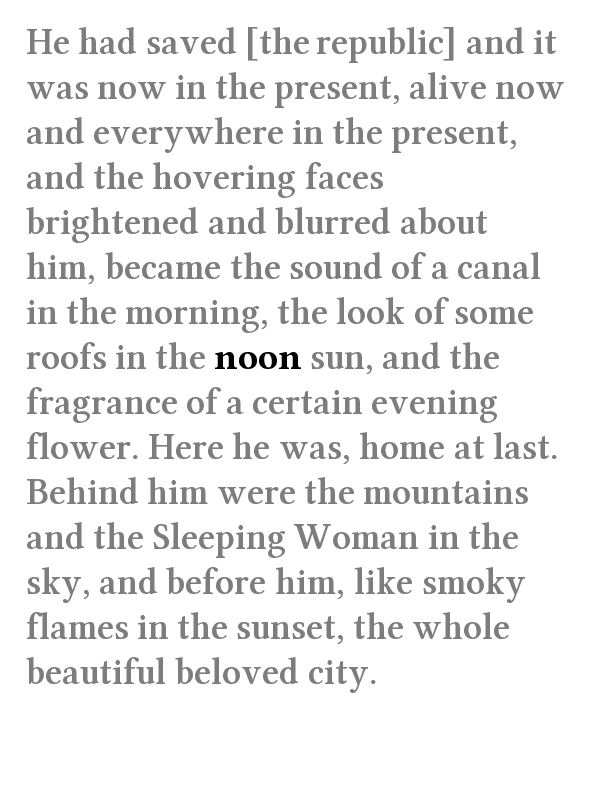 He had saved [the republic] and it
was now in the present, alive now
and everywhere in the present,
and the hovering faces
brightened and blurred about
him, became the sound of a canal
in the morning, the look of some
roofs in the noon sun, and the
fragrance of a certain evening
flower. Here he was, home at last.
Behind him were the mountains
and the Sleeping Woman in the
sky, and before him, like smoky
flames in the sunset, the whole
beautiful beloved city.